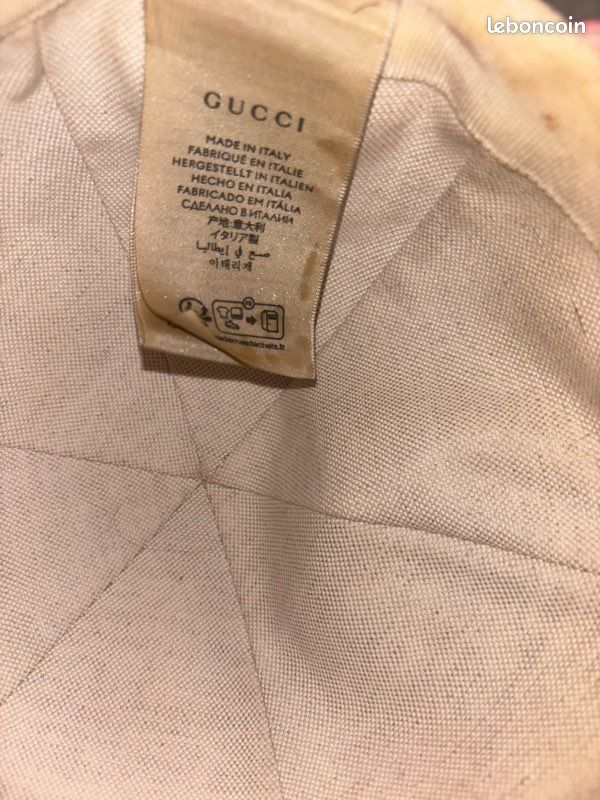 leboncoin
GUCCI
MADE IN ITALY
FABRIQUÉ EN ITALIE
HERGESTELLT IN ITALIEN
HECHO EN ITALIA
FABRICADO EM ITÁLIA
СДЕЛАНО В ИТАЛИИ
产地:意大利
イタリア製
صنع في إيطاليا
이태리제
FR